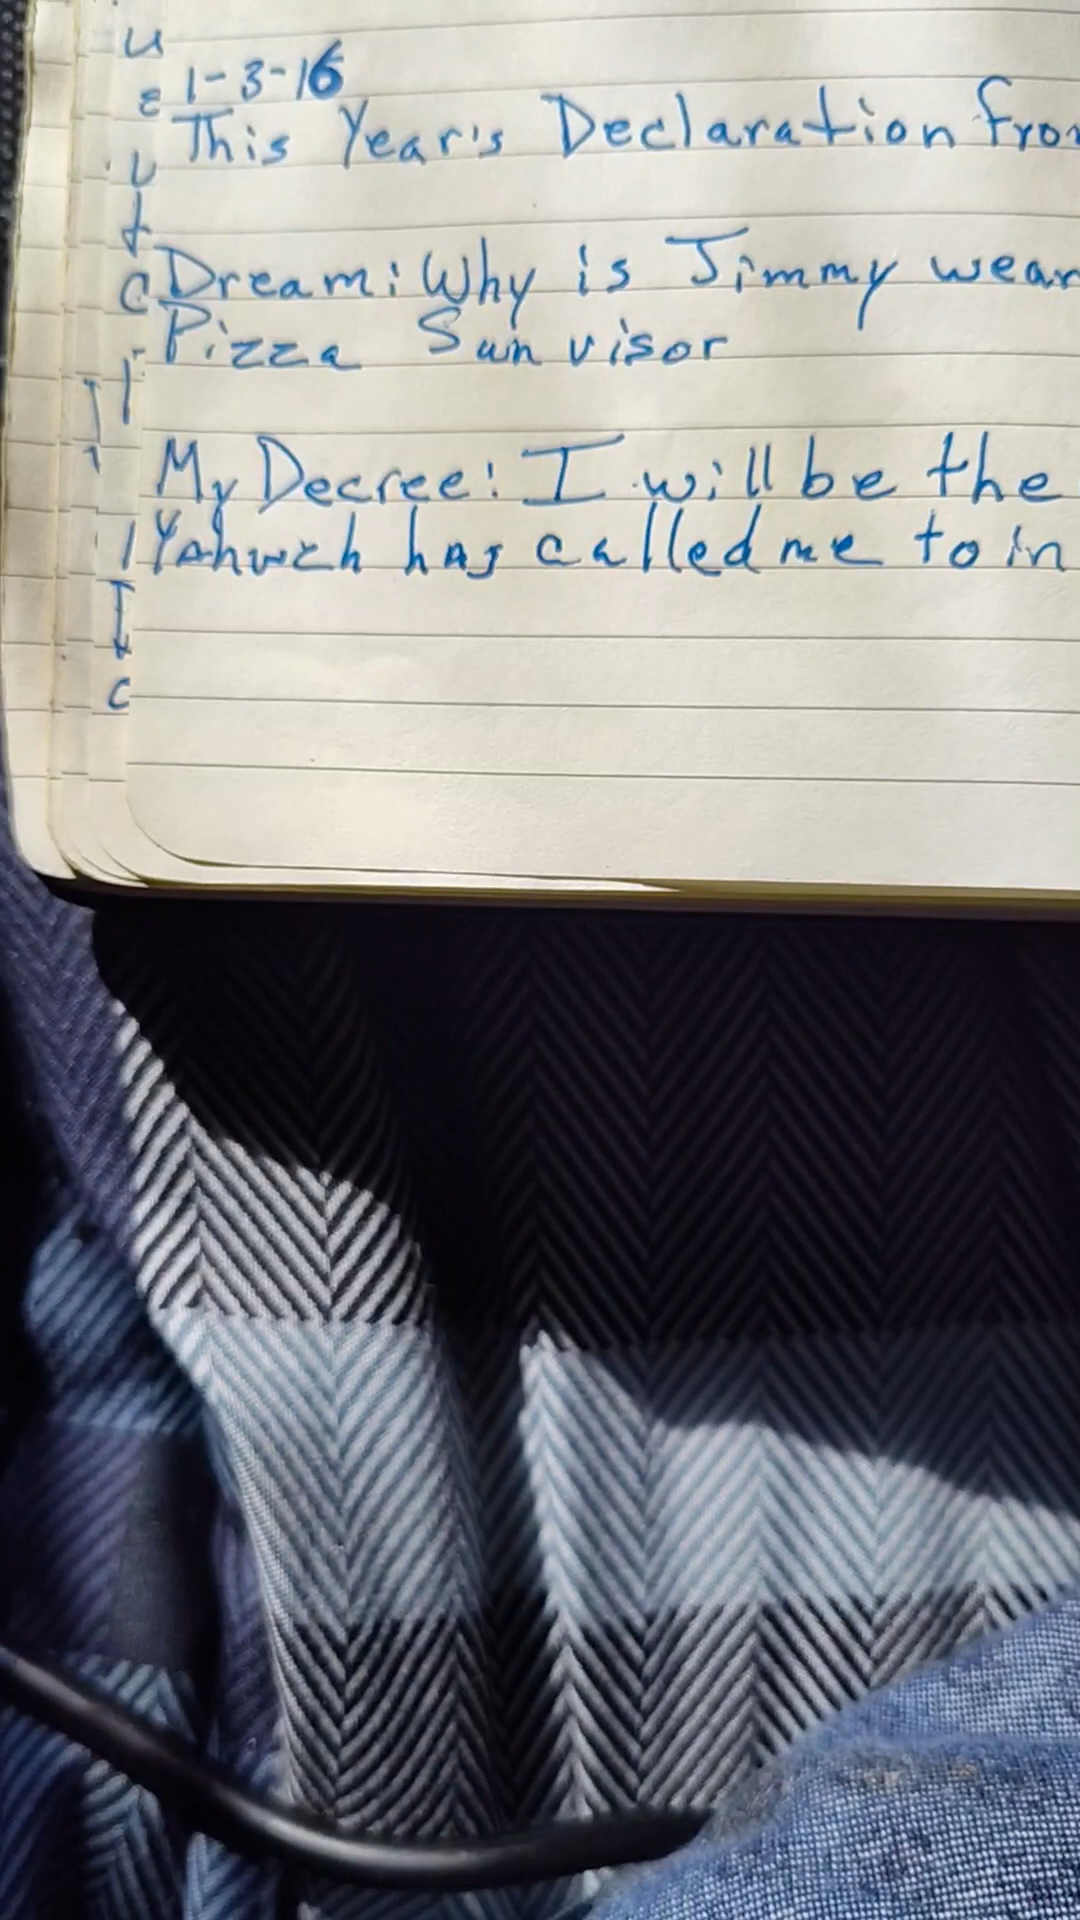 1-3-16
This Year's Declaration fro
Dream: Why is Jimmy wear
Pizza Sun visor
My Decree: I will be the
Yahweh has called me to in